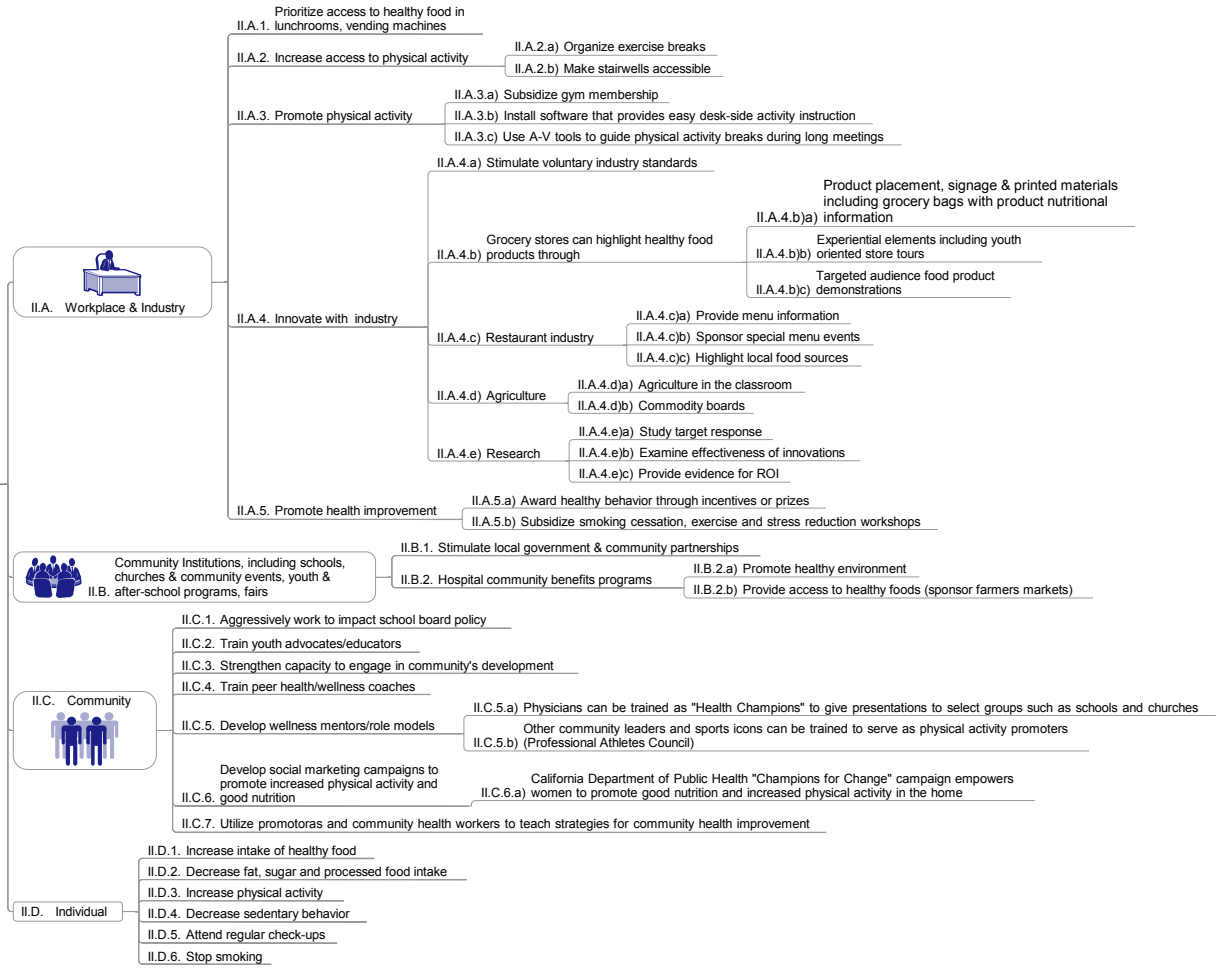 II.A. Workplace & Industry
II.A.1. Prioritize access to healthy food in
lunchrooms, vending machines
II.A.2. Increase access to physical activity
II.A.2.a) Organize exercise breaks
II.A.2.b) Make stairwells accessible
II.A.3. Promote physical activity
II.A.3.a) Subsidize gym membership
II.A.3.b) Install software that provides easy desk-side activity instruction
II.A.3.c) Use A-V tools to guide physical activity breaks during long meetings
II.A.4. Innovate with industry
II.A.4.a) Stimulate voluntary industry standards
II.A.4.b) Grocery stores can highlight healthy food
products through
II.A.4.b)a) Product placement, signage & printed materials
including grocery bags with product nutritional
information
II.A.4.b)b) Experiential elements including youth
oriented store tours
II.A.4.b)c) Targeted audience food product
demonstrations
II.A.4.c) Restaurant industry
II.A.4.c)a) Provide menu information
II.A.4.c)b) Sponsor special menu events
II.A.4.c)c) Highlight local food sources
II.A.4.d) Agriculture
II.A.4.d)a) Agriculture in the classroom
II.A.4.d)b) Commodity boards
II.A.4.e) Research
II.A.4.e)a) Study target response
II.A.4.e)b) Examine effectiveness of innovations
II.A.4.e)c) Provide evidence for ROI
II.A.5. Promote health improvement
II.A.5.a) Award healthy behavior through incentives or prizes
II.A.5.b) Subsidize smoking cessation, exercise and stress reduction workshops
II.B. Community Institutions, including schools,
churches & community events, youth &
after-school programs, fairs
II.B.1. Stimulate local government & community partnerships
II.B.2. Hospital community benefits programs
II.B.2.a) Promote healthy environment
II.B.2.b) Provide access to healthy foods (sponsor farmers markets)
II.C. Community
II.C.1. Aggressively work to impact school board policy
II.C.2. Train youth advocates/educators
II.C.3. Strengthen capacity to engage in community's development
II.C.4. Train peer health/wellness coaches
II.C.5. Develop wellness mentors/role models
II.C.5.a) Physicians can be trained as "Health Champions" to give presentations to select groups such as schools and churches
II.C.5.b) Other community leaders and sports icons can be trained to serve as physical activity promoters
(Professional Athletes Council)
II.C.6. Develop social marketing campaigns to
promote increased physical activity and
good nutrition
II.C.6.a) California Department of Public Health "Champions for Change" campaign empowers
women to promote good nutrition and increased physical activity in the home
II.C.7. Utilize promotoras and community health workers to teach strategies for community health improvement
II.D. Individual
II.D.1. Increase intake of healthy food
II.D.2. Decrease fat, sugar and processed food intake
II.D.3. Increase physical activity
II.D.4. Decrease sedentary behavior
II.D.5. Attend regular check-ups
II.D.6. Stop smoking